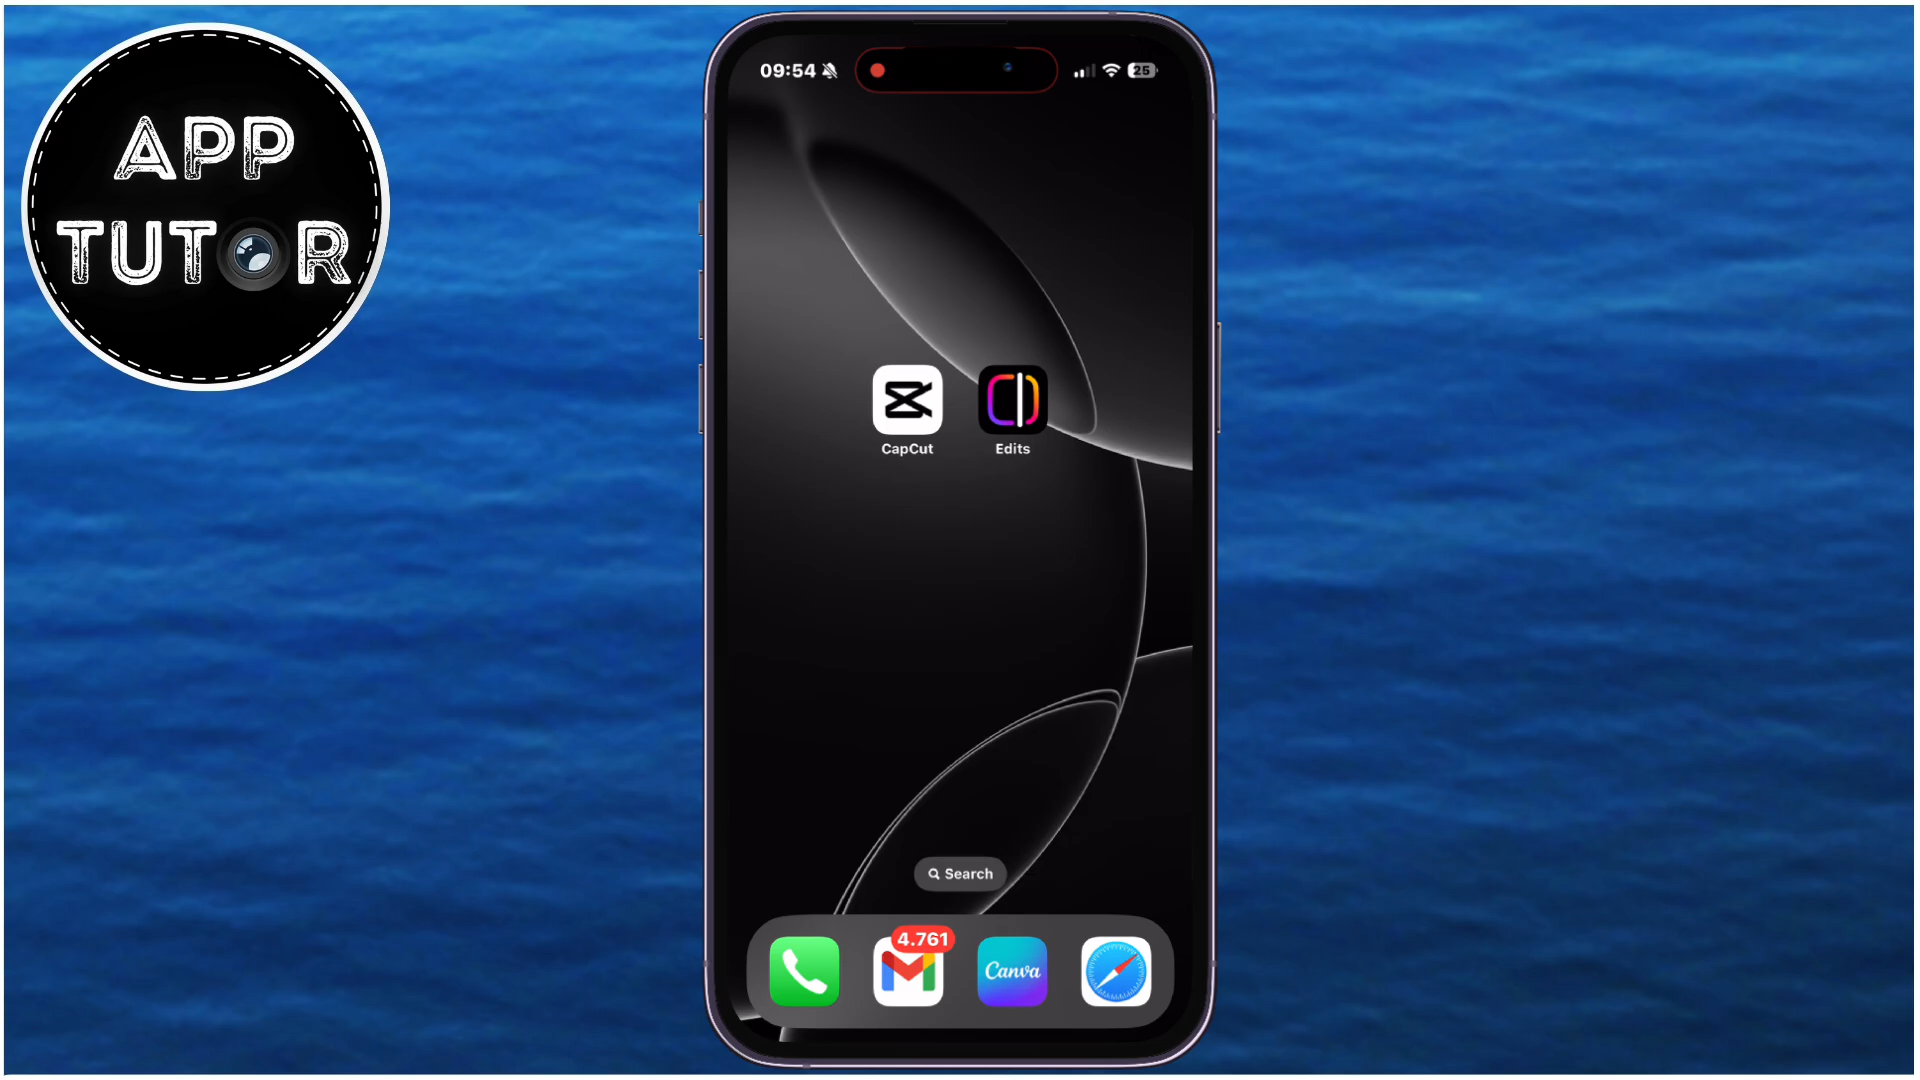 APP
TUTOR
09:54
25
CapCut
Edits
Search
4.761
Canva